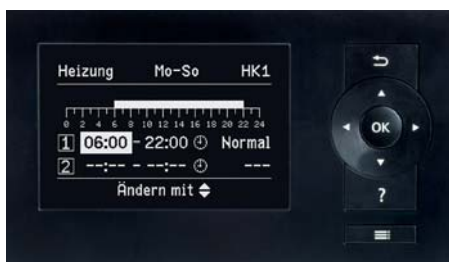 Heizung Mo-So HK1
0 2 4 6 8 10 12 14 16 18 20 22 24
1 06:00 - 22:00 Normal
2 --:-- - --:-- ---
Ändern mit
OK
?